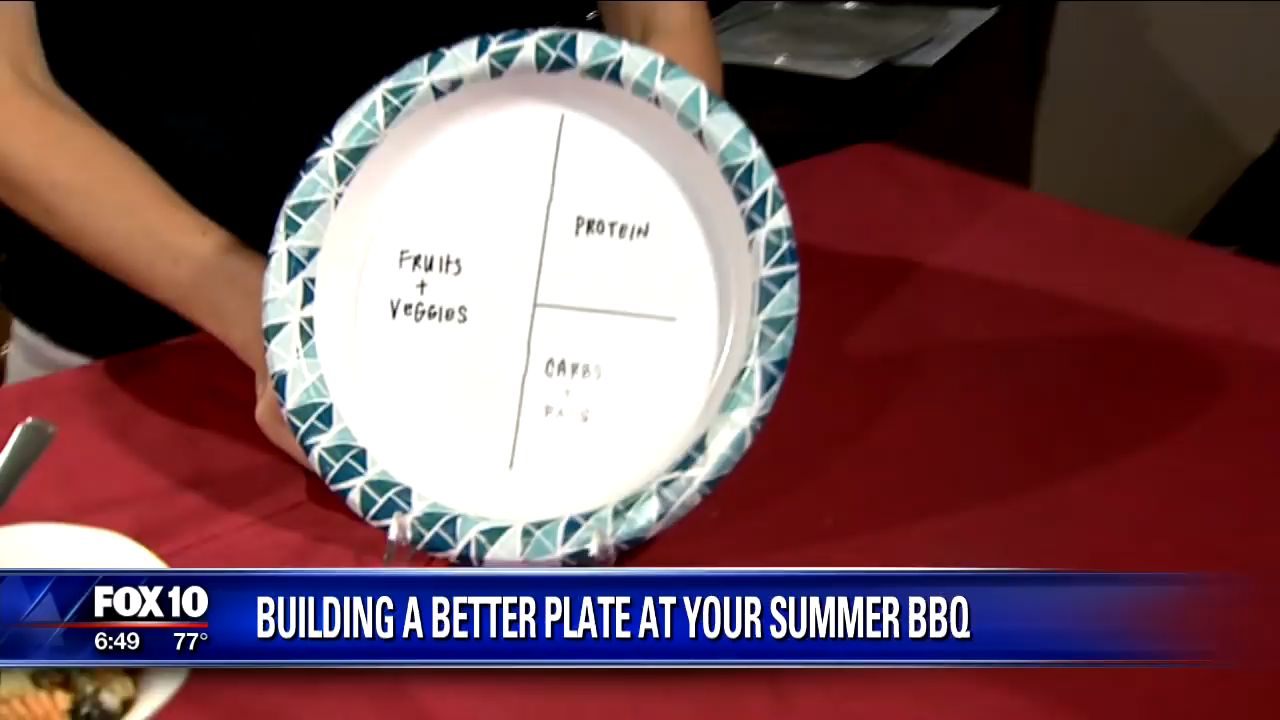 FRUITS
+
VEGGIES
PROTEIN
CARBS
+
FOX 10
6:49 77°
BUILDING A BETTER PLATE AT YOUR SUMMER BBQ